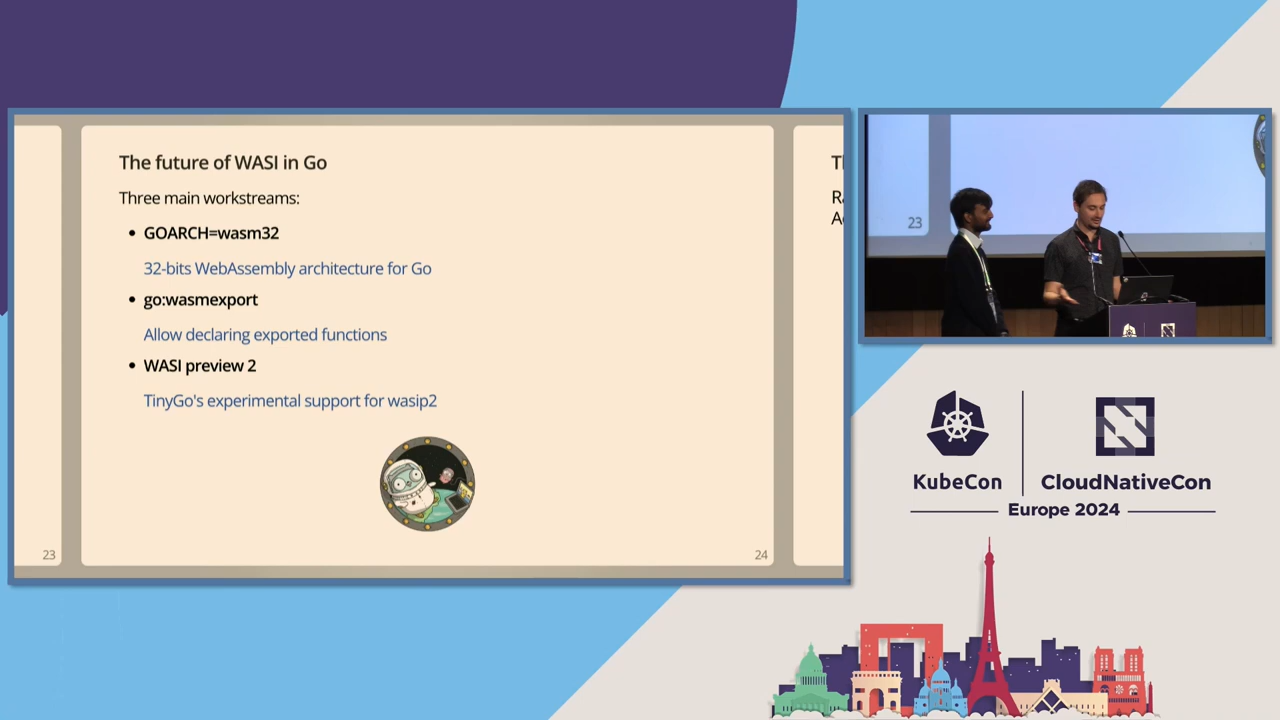 The future of WASI in Go
Three main workstreams:
• GOARCH=wasm32
32-bits WebAssembly architecture for Go
• go:wasmexport
Allow declaring exported functions
• WASI preview 2
TinyGo's experimental support for wasip2
23
24
23
KubeCon
CloudNativeCon
Europe 2024